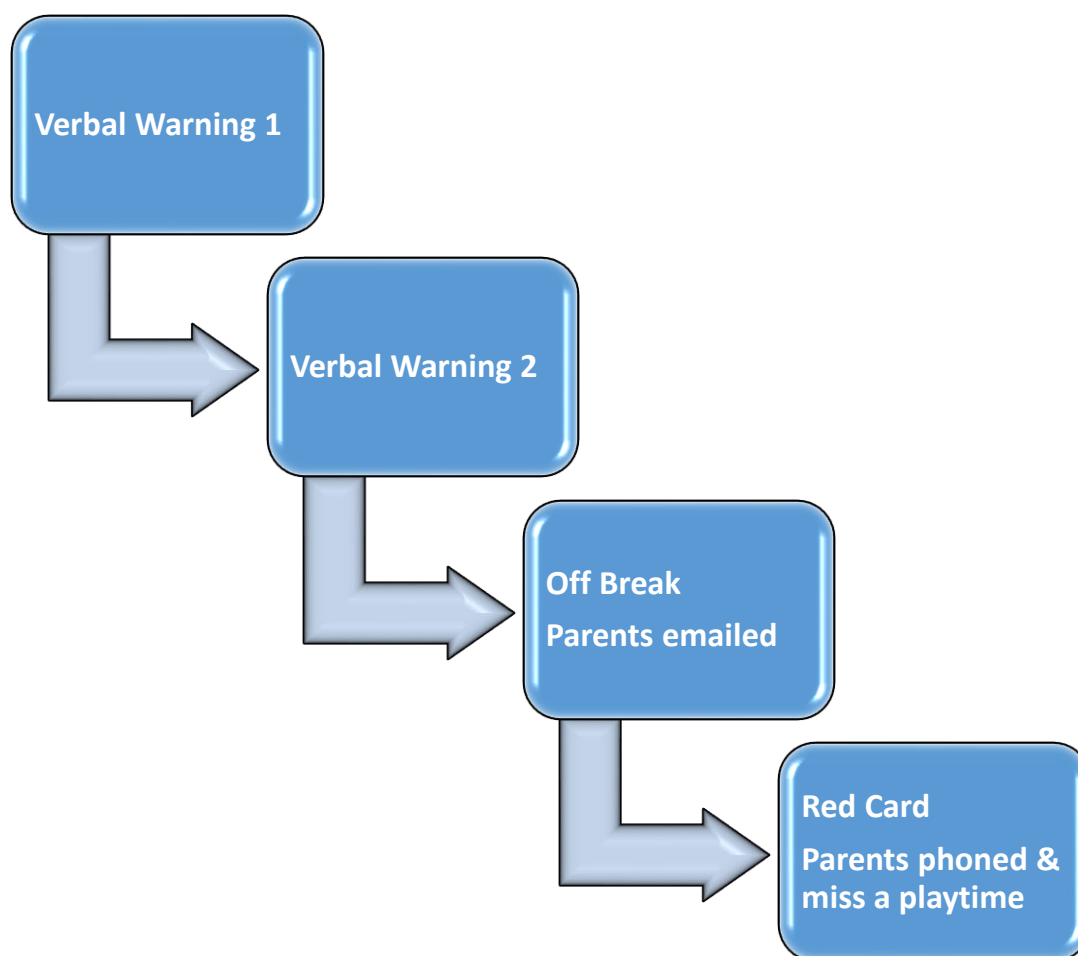 Verbal Warning 1
Verbal Warning 2
Off Break
Parents emailed
Red Card
Parents phoned &
miss a playtime